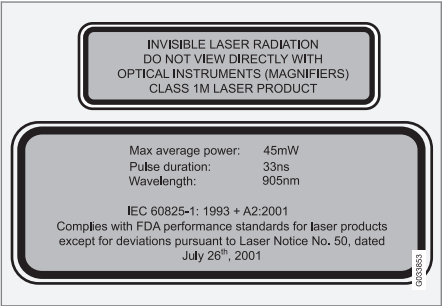 INVISIBLE LASER RADIATION
DO NOT VIEW DIRECTLY WITH
OPTICAL INSTRUMENTS (MAGNIFIERS)
CLASS 1M LASER PRODUCT
Max average power: 45mW
Pulse duration: 33ns
Wavelength: 905nm
IEC 60825-1: 1993 + A2:2001
Complies with FDA performance standards for laser products
except for deviations pursuant to Laser Notice No. 50, dated
July 26th, 2001
G033853